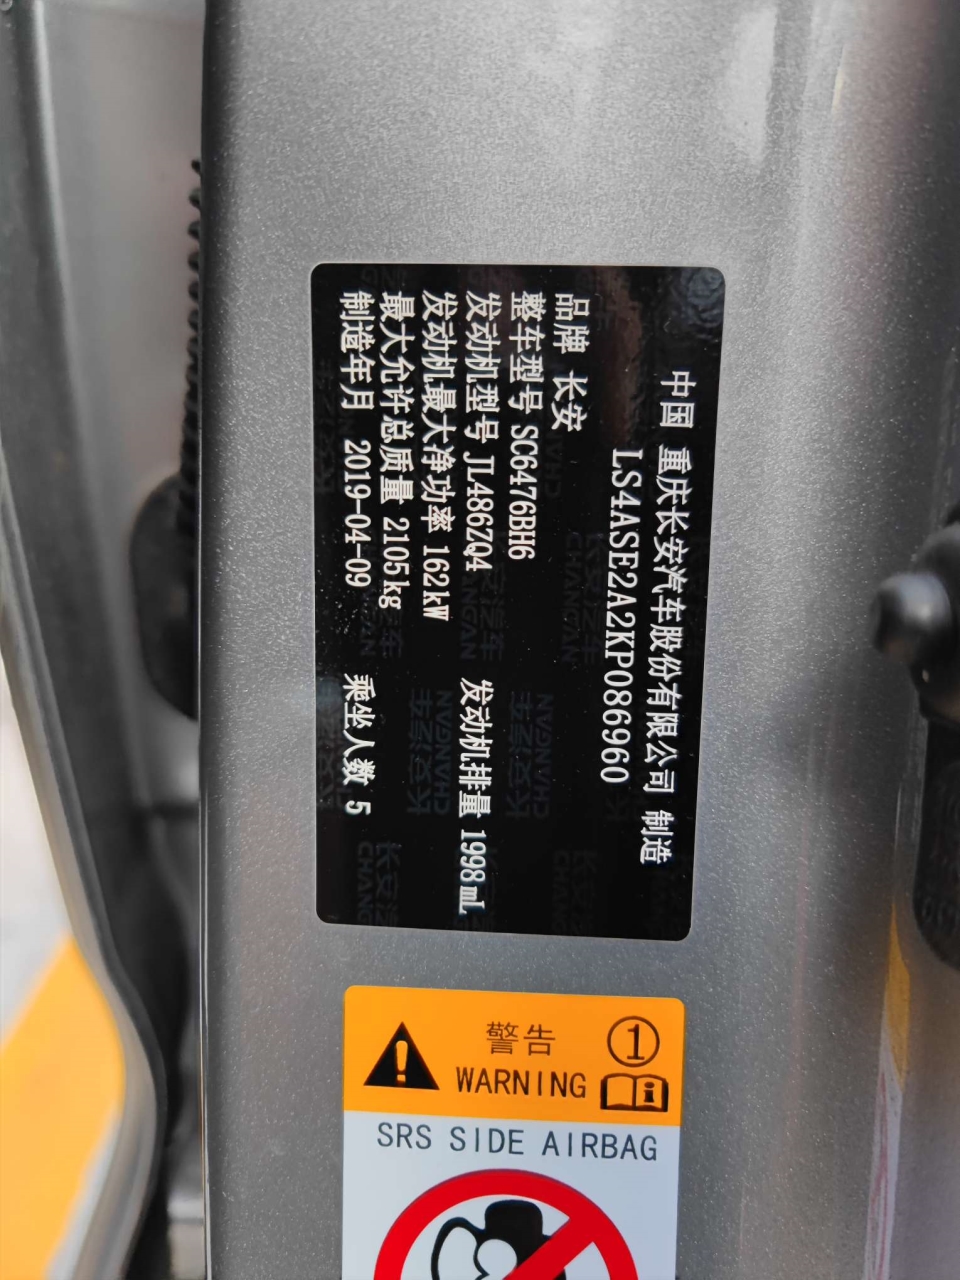 中国 重庆长安汽车股份有限公司 制造
LS4ASE2A2KP086960
品牌 长安
整车型号 SC6476BH6
发动机型号 JL486ZQ4 发动机排量 1998mL
发动机最大净功率 162kW
最大允许总质量 2105kg
制造年月 2019-04-09 乘坐人数 5
警告 1
WARNING
SRS SIDE AIRBAG